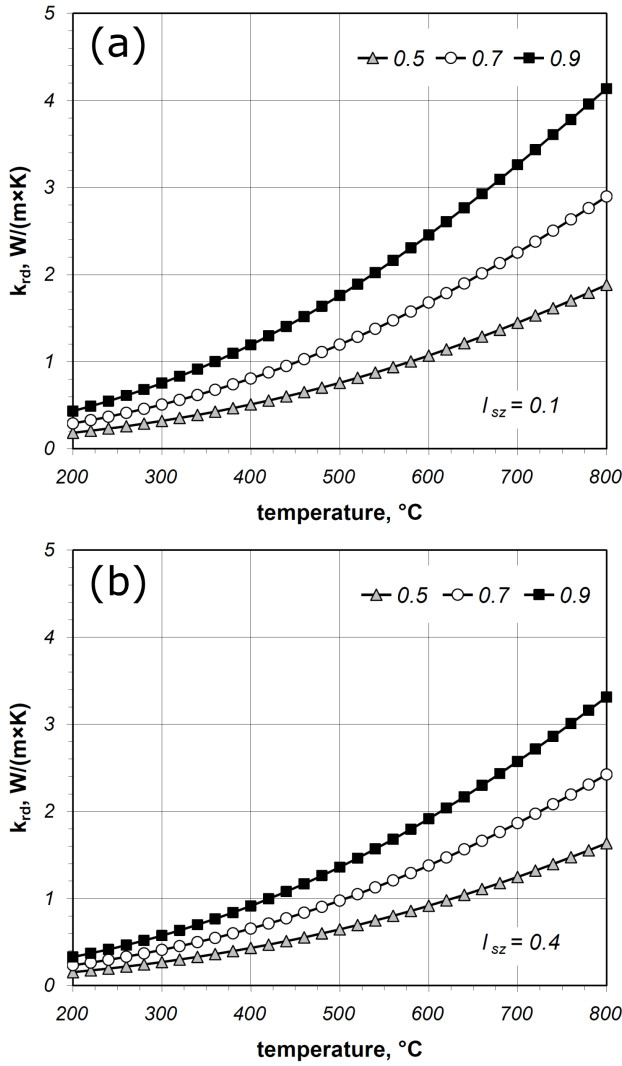 (a)
0.5 0.7 0.9
5
4
3
2
1
0
k_rd, W/(m×K)
l_sz = 0.1
200 300 400 500 600 700 800
temperature, °C
(b)
0.5 0.7 0.9
5
4
3
2
1
0
k_rd, W/(m×K)
l_sz = 0.4
200 300 400 500 600 700 800
temperature, °C